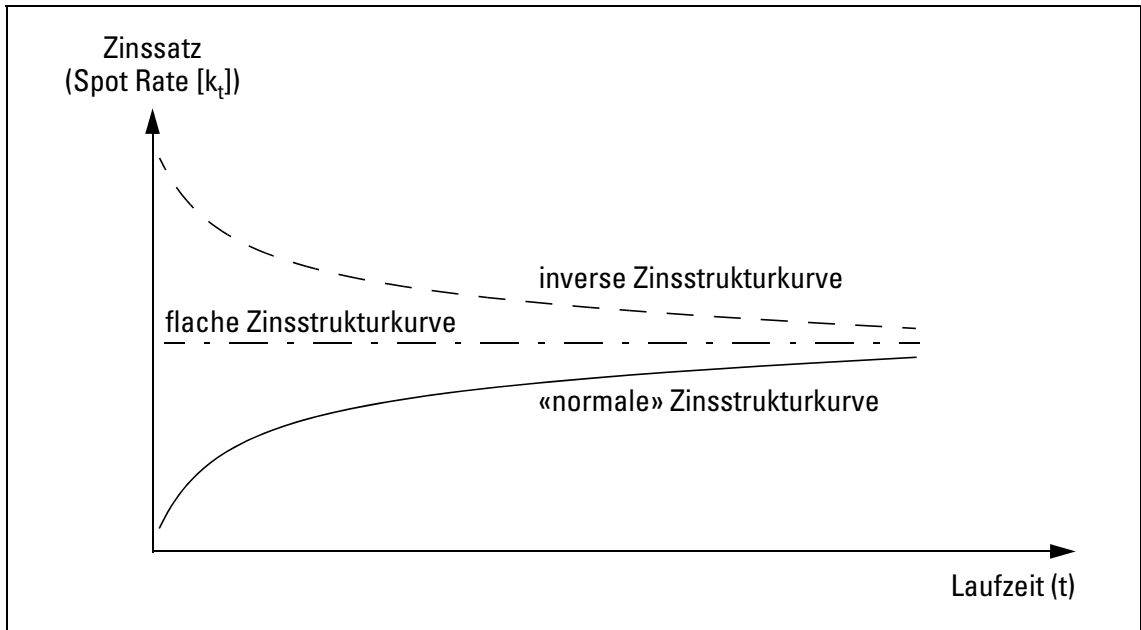 Zinssatz
(Spot Rate [kt])
inverse Zinsstrukturkurve
flache Zinsstrukturkurve
«normale» Zinsstrukturkurve
Laufzeit (t)